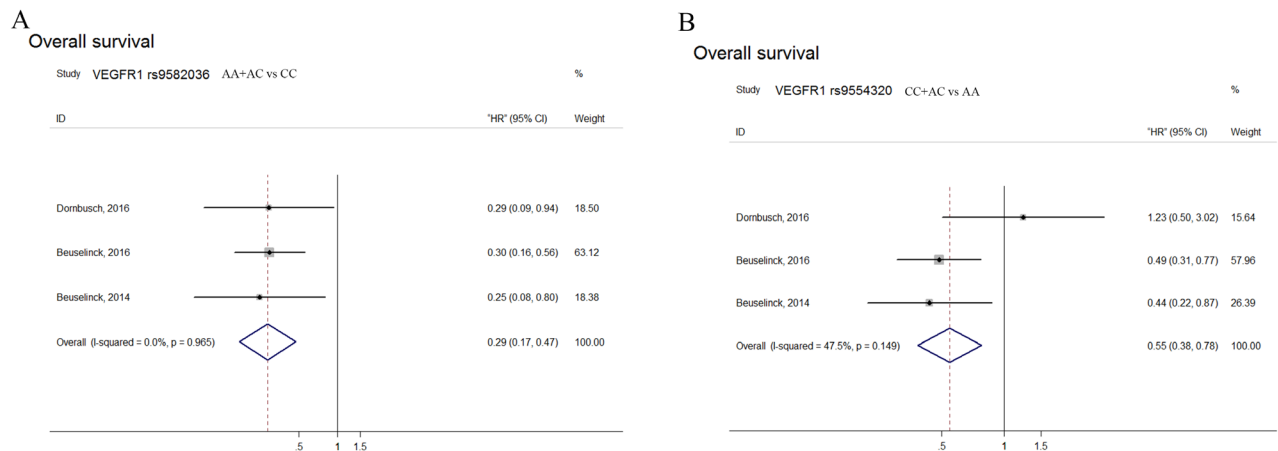 A
Overall survival
Study VEGFR1 rs9582036 AA+AC vs CC %
ID "HR" (95% CI) Weight
Dornbusch, 2016 0.29 (0.09, 0.94) 18.50
Beuselinck, 2016 0.30 (0.16, 0.56) 63.12
Beuselinck, 2014 0.25 (0.08, 0.80) 18.38
Overall (I-squared = 0.0%, p = 0.965) 0.29 (0.17, 0.47) 100.00
.5 1 1.5
B
Overall survival
Study VEGFR1 rs9554320 CC+AC vs AA %
ID "HR" (95% CI) Weight
Dornbusch, 2016 1.23 (0.50, 3.02) 15.64
Beuselinck, 2016 0.49 (0.31, 0.77) 57.96
Beuselinck, 2014 0.44 (0.22, 0.87) 26.39
Overall (I-squared = 47.5%, p = 0.149) 0.55 (0.38, 0.78) 100.00
.5 1 1.5